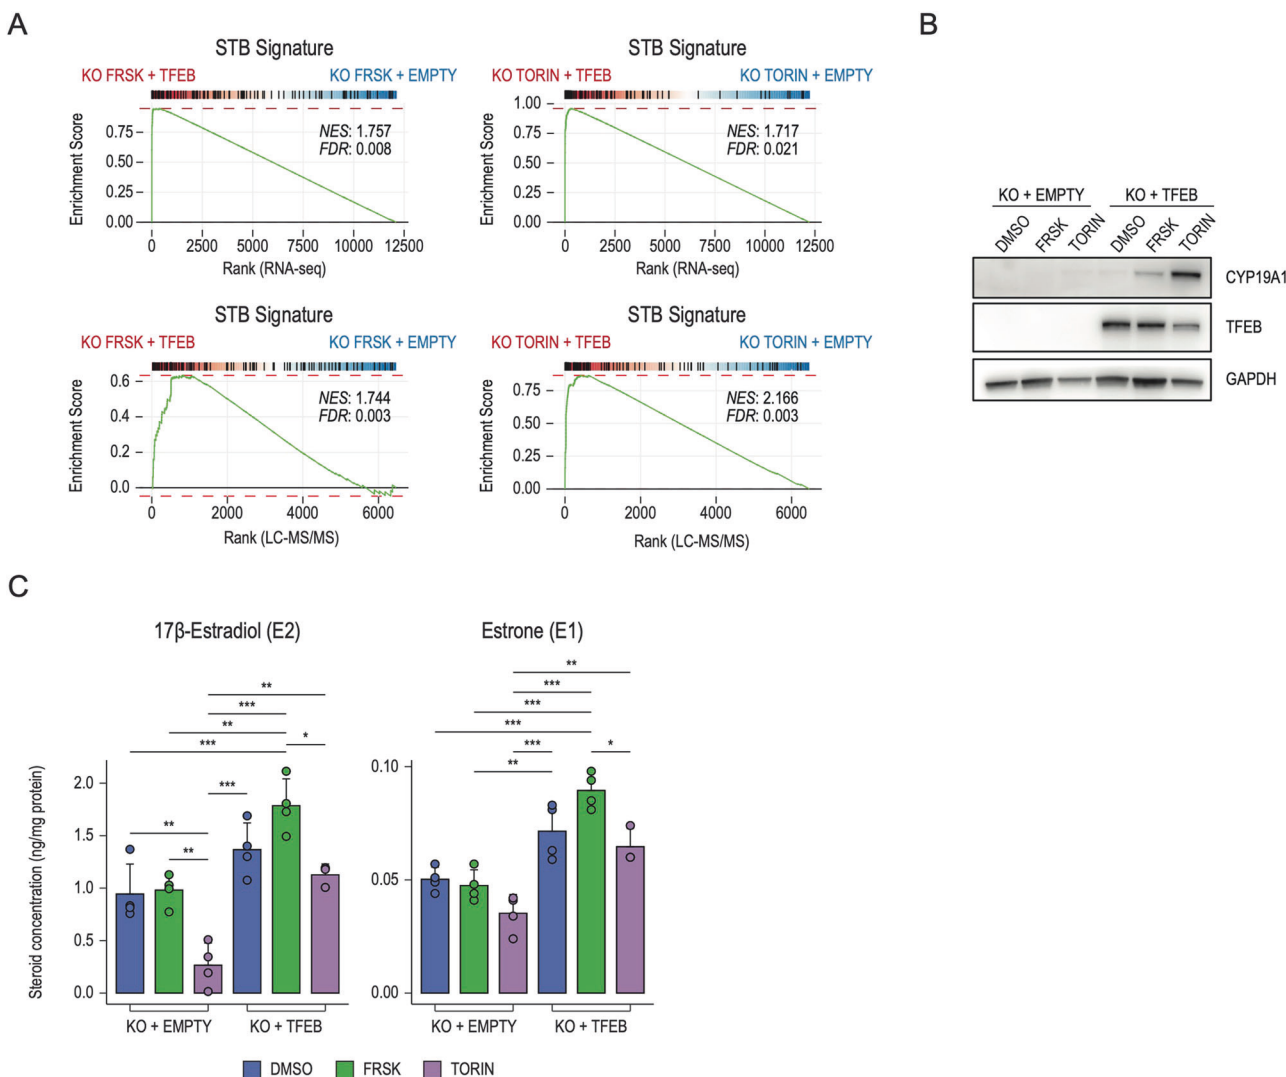 A
STB Signature
KO FRSK + TFEB
KO FRSK + EMPTY
NES: 1.757
FDR: 0.008
Enrichment Score
0.75
0.50
0.25
0.00
0 2500 5000 7500 10000 12500
Rank (RNA-seq)
STB Signature
KO TORIN + TFEB
KO TORIN + EMPTY
NES: 1.717
FDR: 0.021
Enrichment Score
1.00
0.75
0.50
0.25
0.00
0 2500 5000 7500 10000 12500
Rank (RNA-seq)
STB Signature
KO FRSK + TFEB
KO FRSK + EMPTY
NES: 1.744
FDR: 0.003
Enrichment Score
0.6
0.4
0.2
0.0
0 2000 4000 6000
Rank (LC-MS/MS)
STB Signature
KO TORIN + TFEB
KO TORIN + EMPTY
NES: 2.166
FDR: 0.003
Enrichment Score
0.75
0.50
0.25
0.00
0 2000 4000 6000
Rank (LC-MS/MS)
B
KO + EMPTY KO + TFEB
DMSO FRSK TORIN DMSO FRSK TORIN
CYP19A1
TFEB
GAPDH
C
17β-Estradiol (E2)
**
***
**
***
*
***
**
**
Steroid concentration (ng/mg protein)
2.0
1.5
1.0
0.5
0.0
KO + EMPTY KO + TFEB
Estrone (E1)
**
***
***
***
***
*
**
0.10
0.05
0.00
KO + EMPTY KO + TFEB
DMSO FRSK TORIN